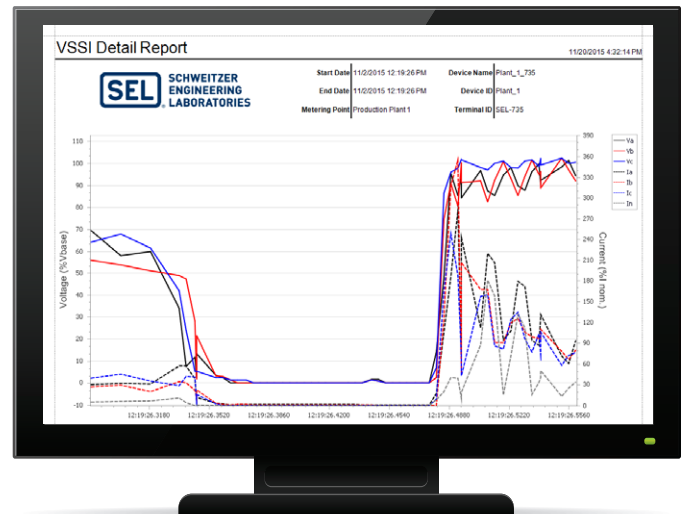 VSSI Detail Report
11/20/2015 4:22:14 PM
SEL SCHWEITZER
ENGINEERING
LABORATORIES
Start Date 11/2/2015 12:19:26 PM Device Name Plant_1_735
End Date 11/2/2015 12:19:26 PM Device ID Plant_1
Metering Point Production Plant 1 Terminal ID SEL-735
Voltage (%Vbase)
110
100
90
80
70
60
50
40
30
20
10
0
-10
12:19:26.3180 12:19:26.3520 12:19:26.3860 12:19:26.4200 12:19:26.4540 12:19:26.4880 12:19:26.5220 12:19:26.5560
390
360
330
300
270
240
210
180
150
120
90
60
30
0
Current (%I nom.)
Va
Vb
Vc
Ia
Ib
Ic
In